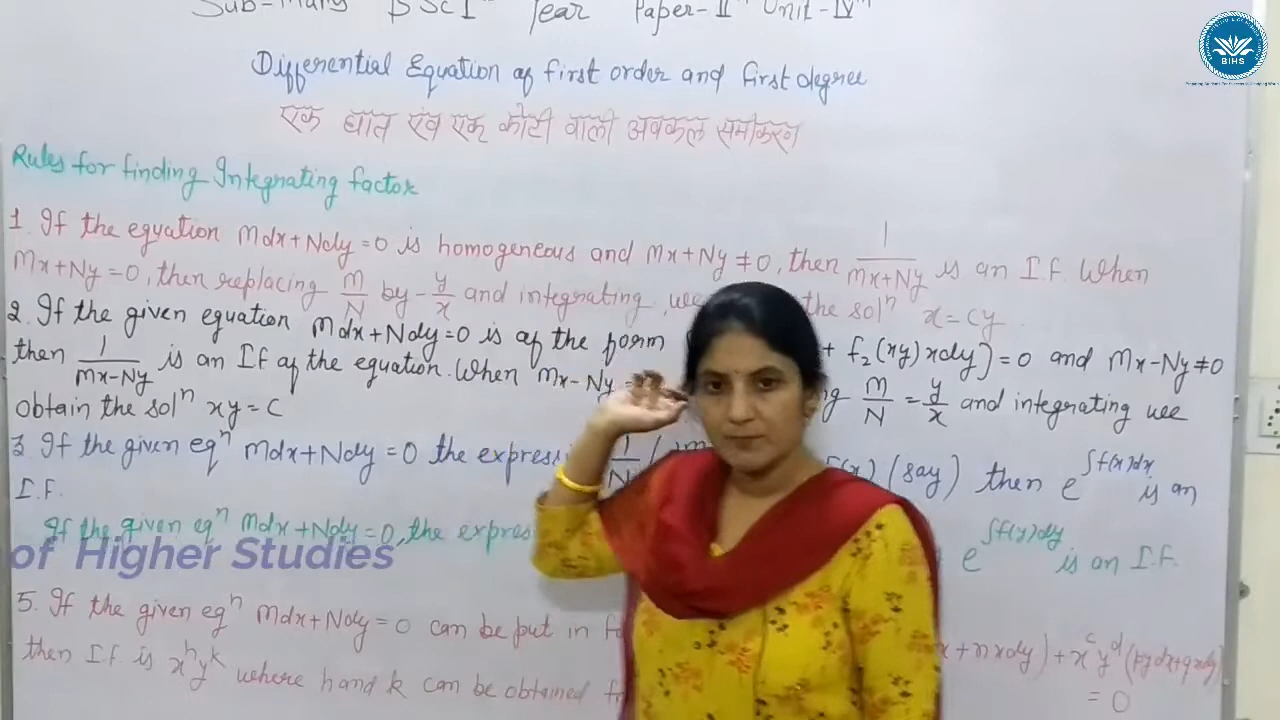 Sub- BSc I Year Paper-II Unit-IV
Differential Equation of first order and first degree
एक घात एंव एक कोटी वाली अवकल समीकरण
Rules for finding Integrating factor
1. If the equation Mdx+Ndy=0 is homogeneous and Mx+Ny≠0, then 1/(Mx+Ny) is an I.F. When
Mx+Ny=0, then replacing M/N by -y/x and integrating, we the solⁿ x=cy
2. If the given equation Mdx+Ndy=0 is of the form + f₂(xy)xdy]=0 and Mx-Ny≠0
then 1/(Mx-Ny) is an I.F of the equation. When Mx-Ny M/N = y/x and integrating we
obtain the solⁿ xy=c
3. If the given eqⁿ Mdx+Ndy=0 the express 1/N (say) then e^∫f(x)dx is an
I.F.
If the given eqⁿ Mdx+Ndy=0, the expres e^∫f(y)dy is an I.F.
of Higher Studies
5. If the given eqⁿ Mdx+Ndy=0 can be put in + nxdy) + x^c y^d (pydx+qxdy)
then I.F. is x^h y^k where h and k can be obtained = 0
BIHS